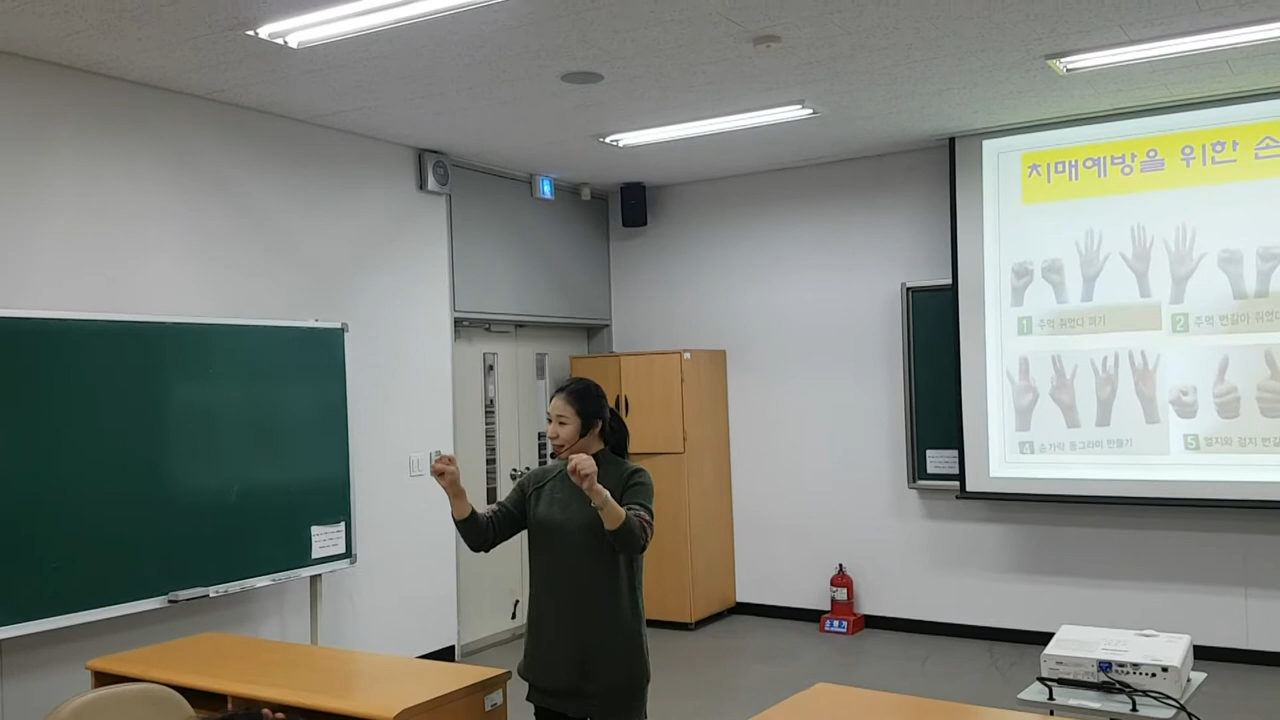 치매예방을 위한 손
1 주먹 쥐었다 펴기
2 주먹 번갈아 쥐었다
4 손가락 동그라미 만들기
5 엄지와 검지 번갈
소화기